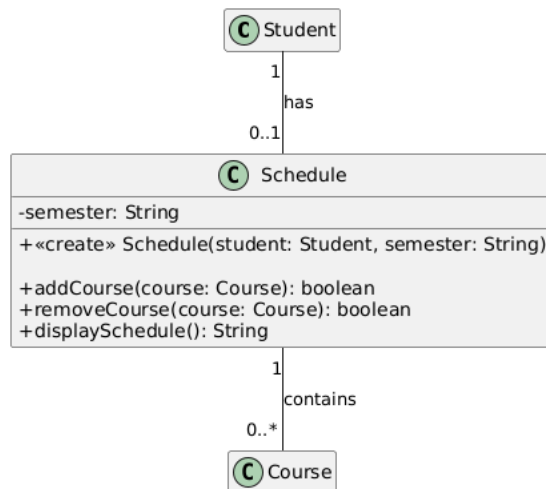 C Student
1
has
0..1
C Schedule
-semester: String
+«create» Schedule(student: Student, semester: String)
+addCourse(course: Course): boolean
+removeCourse(course: Course): boolean
+displaySchedule(): String
1
contains
0..*
C Course